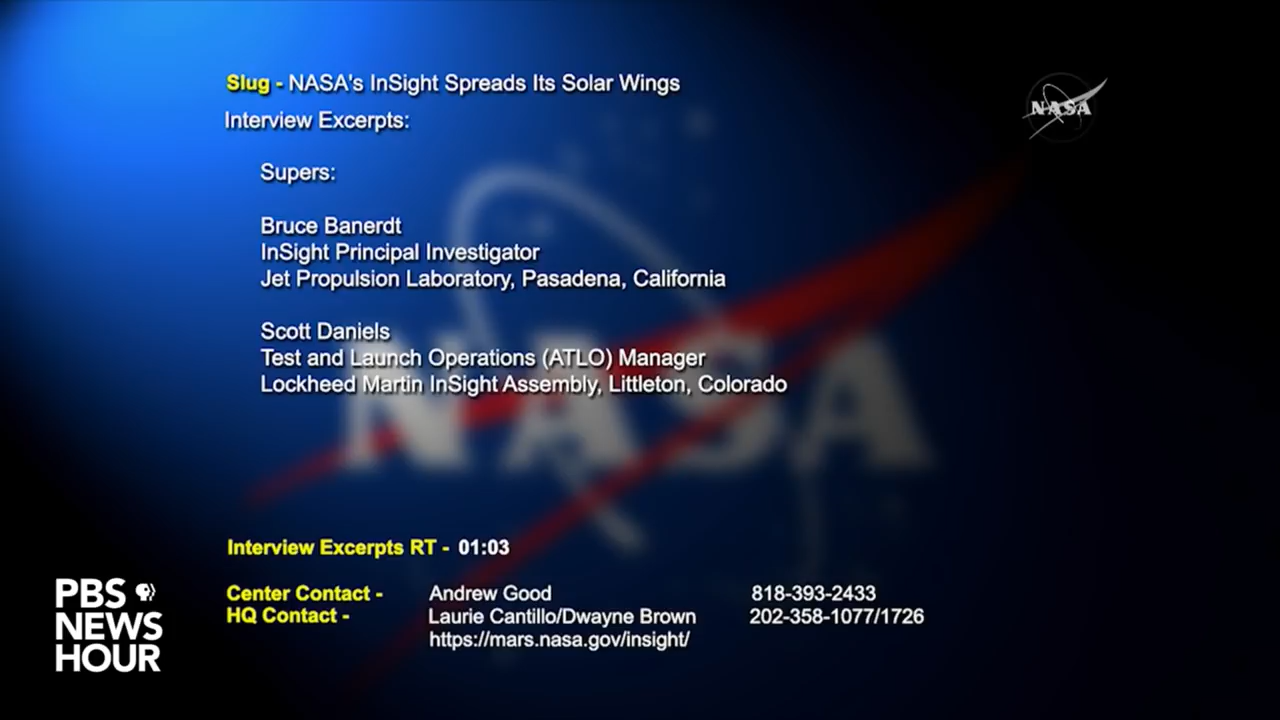 Slug - NASA's InSight Spreads Its Solar Wings
NASA
Interview Excerpts:
Supers:
Bruce Banerdt
InSight Principal Investigator
Jet Propulsion Laboratory, Pasadena, California
Scott Daniels
Test and Launch Operations (ATLO) Manager
Lockheed Martin InSight Assembly, Littleton, Colorado
NASA
Interview Excerpts RT - 01:03
Center Contact - Andrew Good 818-393-2433
HQ Contact - Laurie Cantillo/Dwayne Brown 202-358-1077/1726
https://mars.nasa.gov/insight/
PBS
NEWS
HOUR